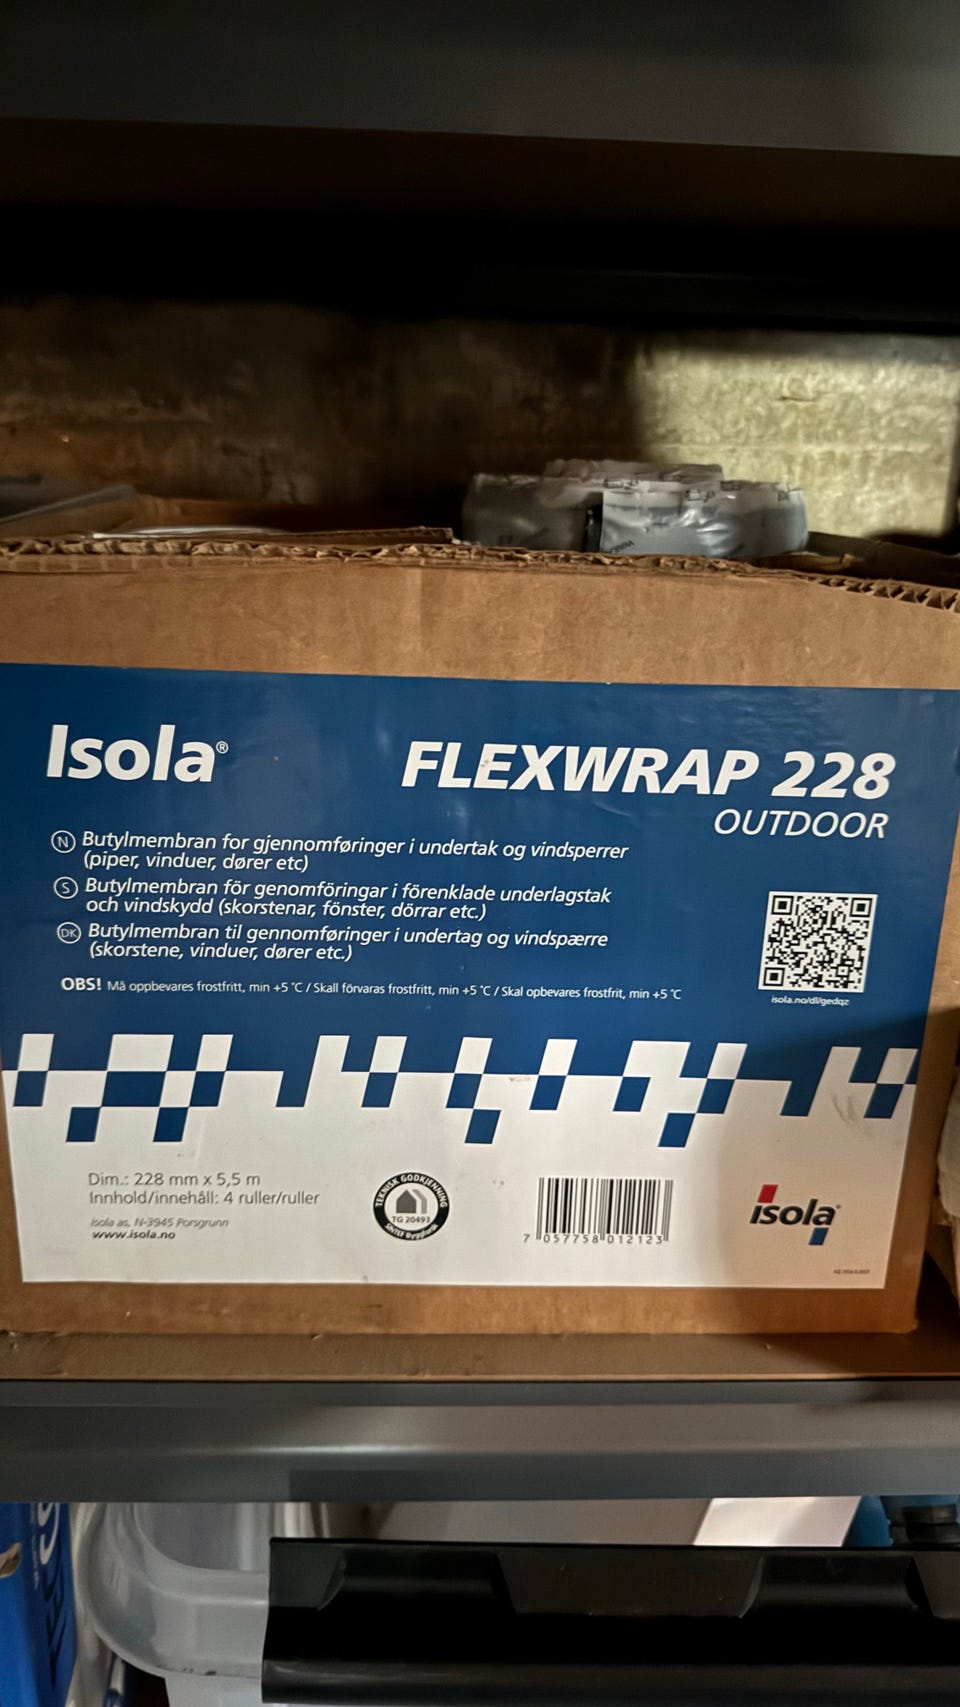 Isola®
FLEXWRAP 228
OUTDOOR
N Butylmembran for gjennomføringer i undertak og vindsperrer
(piper, vinduer, dører etc)
S Butylmembran för genomföringar i förenklade underlagstak
och vindskydd (skorstenar, fönster, dörrar etc.)
DK Butylmembran til gennomføringer i undertag og vindspærre
(skorstene, vinduer, dører etc.)
OBS! Må oppbevares frostfritt, min +5 °C / Skall förvaras frostfritt, min +5 °C / Skal opbevares frostfrit, min +5 °C
isola.no/dl/gedqz
Dim.: 228 mm x 5,5 m
Innhold/innehåll: 4 ruller/ruller
Isola as, N-3945 Porsgrunn
www.isola.no
TEKNISK GODKJENNING
TG 20493
SINTEF Byggforsk
7 057758 012123
isola®